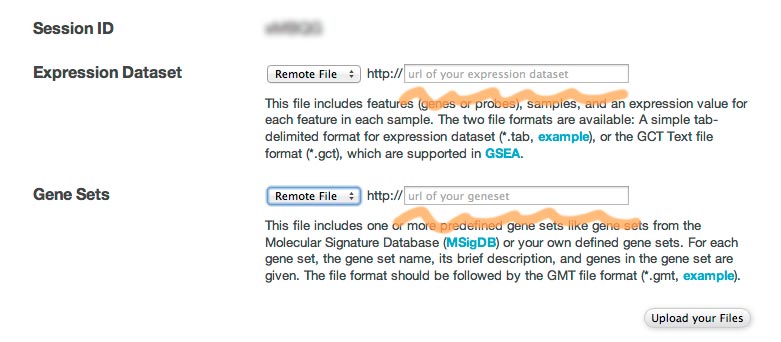 Session ID
Expression Dataset
Remote File http:// url of your expression dataset
This file includes features (genes or probes), samples, and an expression value for
each feature in each sample. The two file formats are available: A simple tab-
delimited format for expression dataset (*.tab, example), or the GCT Text file
format (*.gct), which are supported in GSEA.
Gene Sets
Remote File http:// url of your geneset
This file includes one or more predefined gene sets like gene sets from the
Molecular Signature Database (MSigDB) or your own defined gene sets. For each
gene set, the gene set name, its brief description, and genes in the gene set are
given. The file format should be followed by the GMT file format (*.gmt, example).
Upload your Files